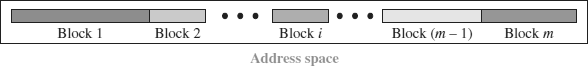 Block 1 Block 2 Block i Block (m – 1) Block m
Address space